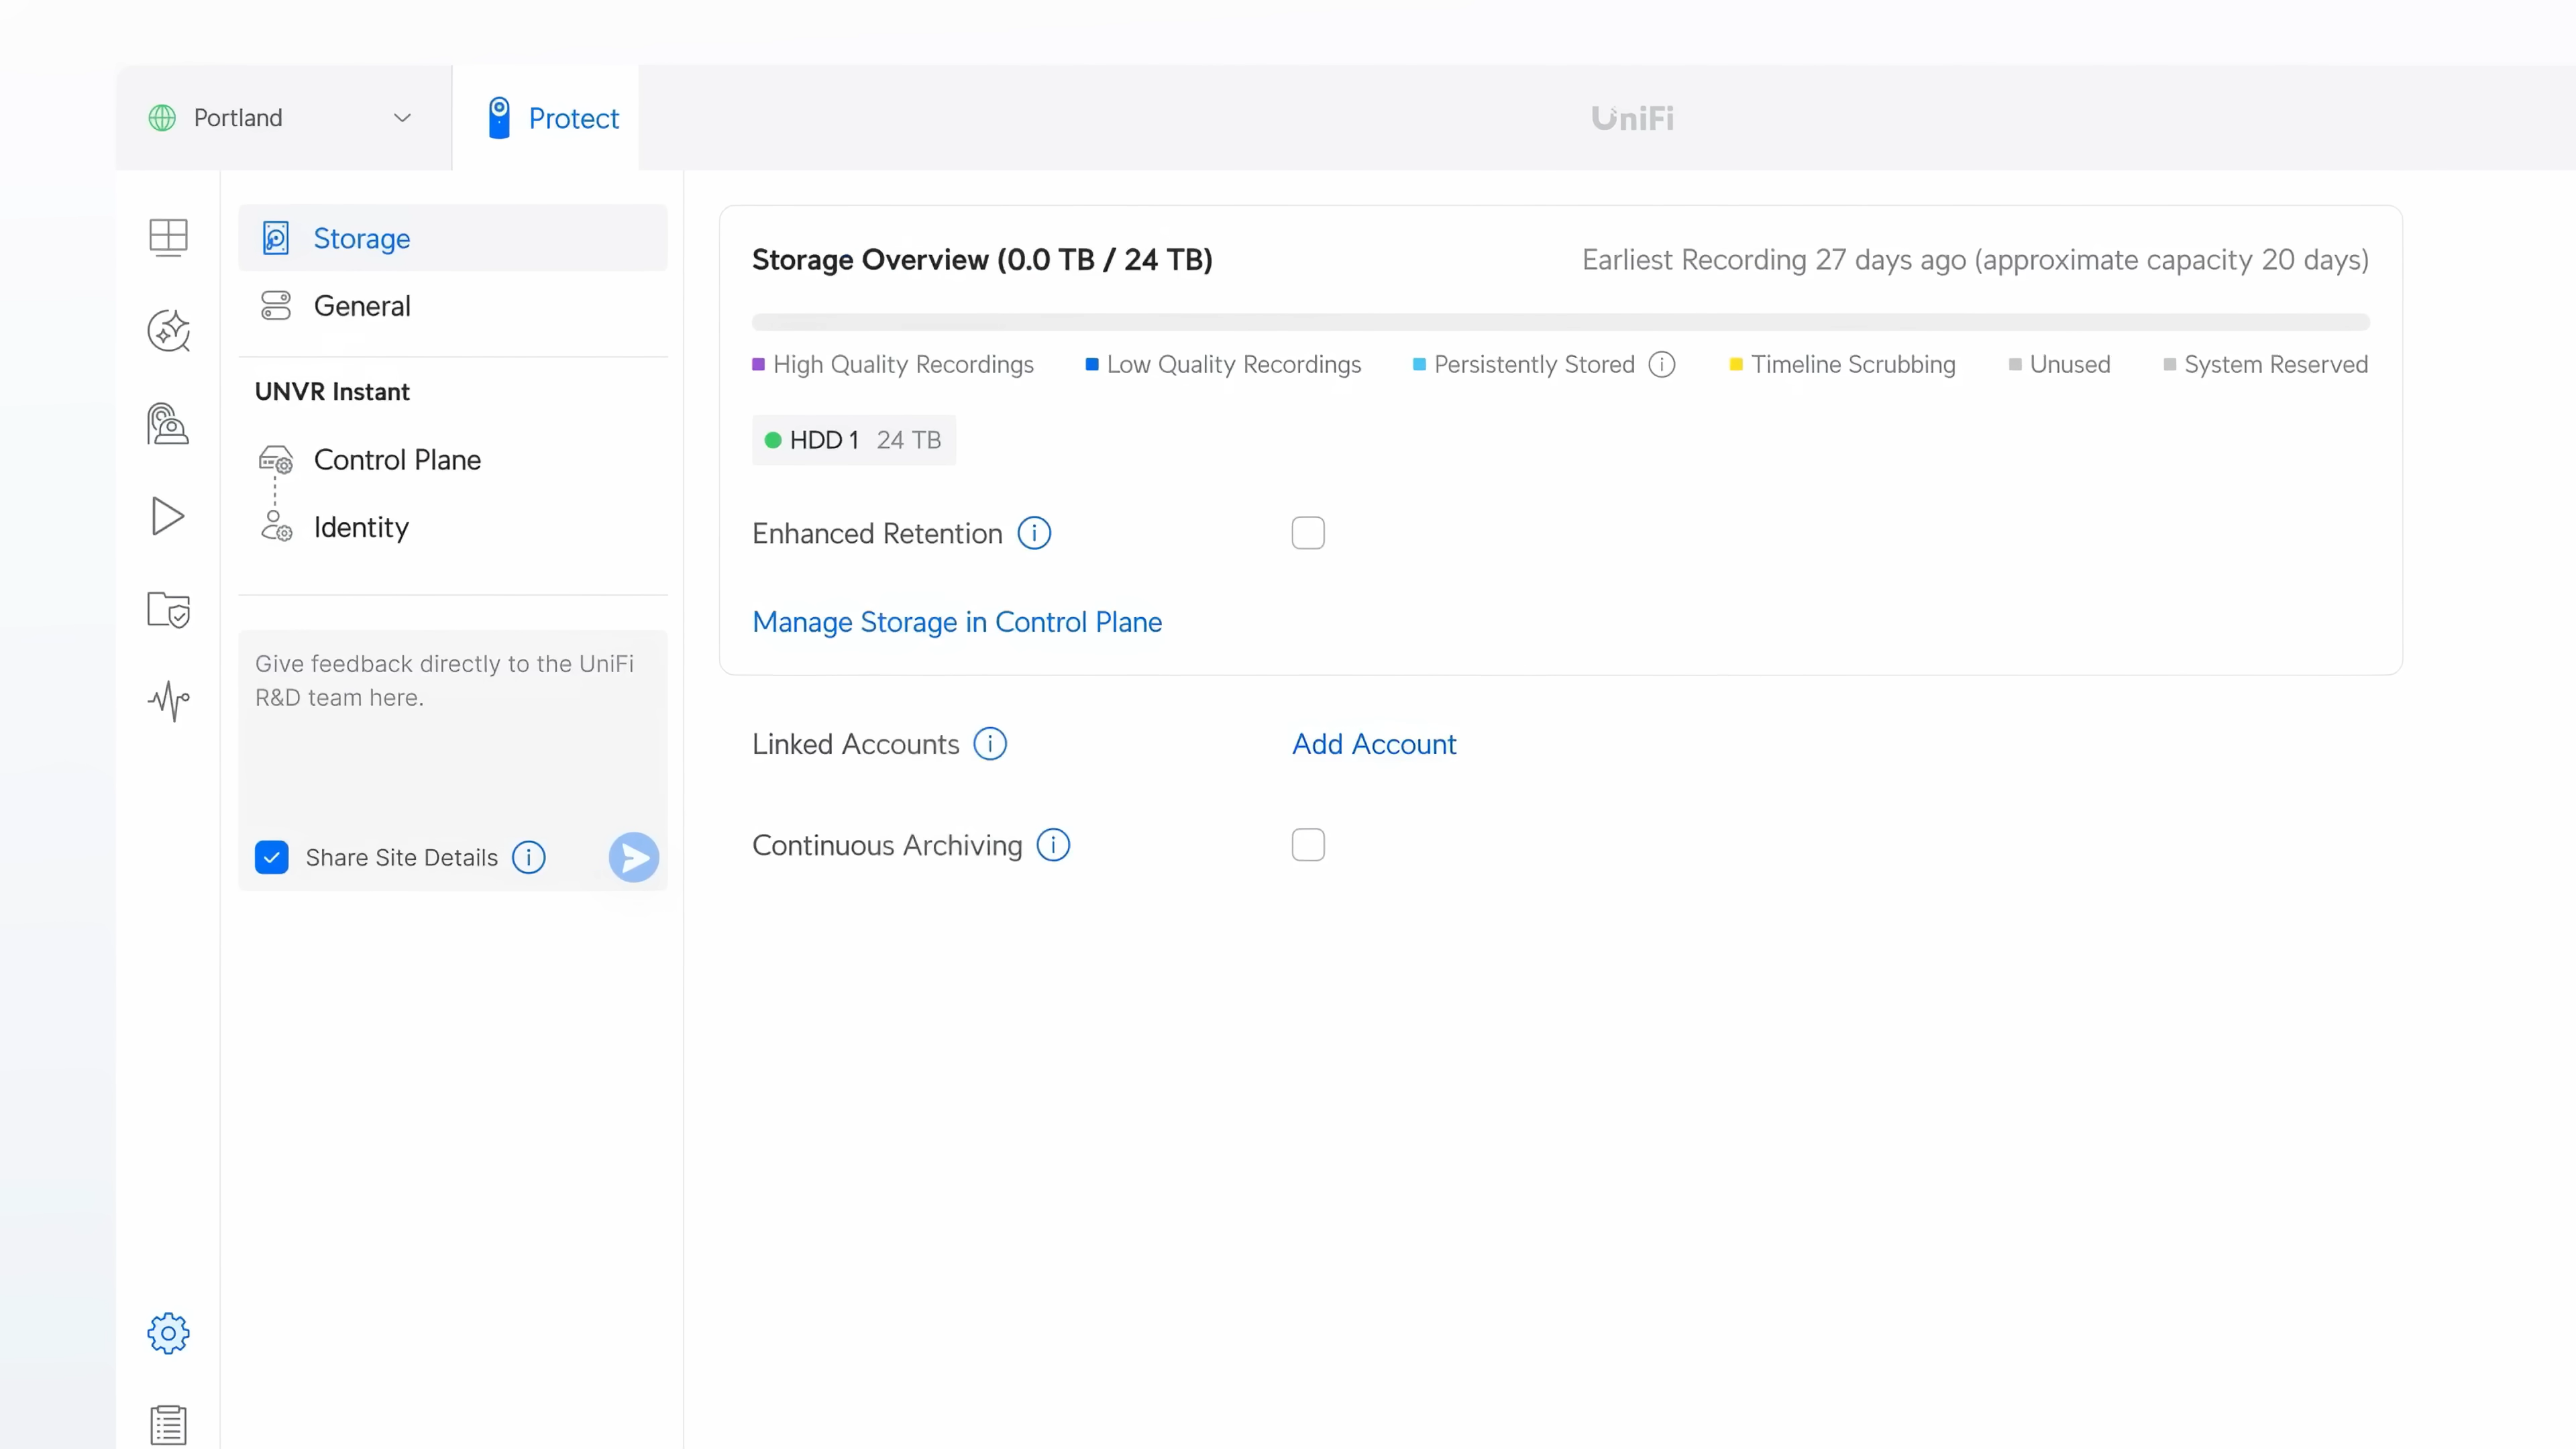 Portland
Protect
UniFi
Storage
General
UNVR Instant
Control Plane
Identity
Give feedback directly to the UniFi
R&D team here.
Share Site Details
Storage Overview (0.0 TB / 24 TB)
Earliest Recording 27 days ago (approximate capacity 20 days)
High Quality Recordings
Low Quality Recordings
Persistently Stored
Timeline Scrubbing
Unused
System Reserved
HDD 1 24 TB
Enhanced Retention
Manage Storage in Control Plane
Linked Accounts
Add Account
Continuous Archiving